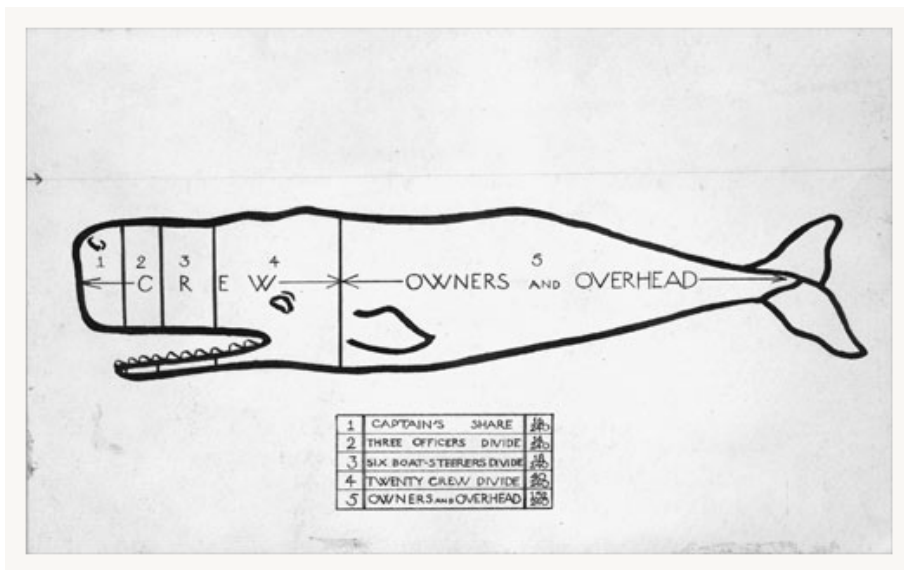 1 2 3 4 5
C R E W OWNERS AND OVERHEAD
1 CAPTAIN'S SHARE
2 THREE OFFICERS DIVIDE
3 SIX BOAT-STEERERS DIVIDE
4 TWENTY CREW DIVIDE
5 OWNERS AND OVERHEAD